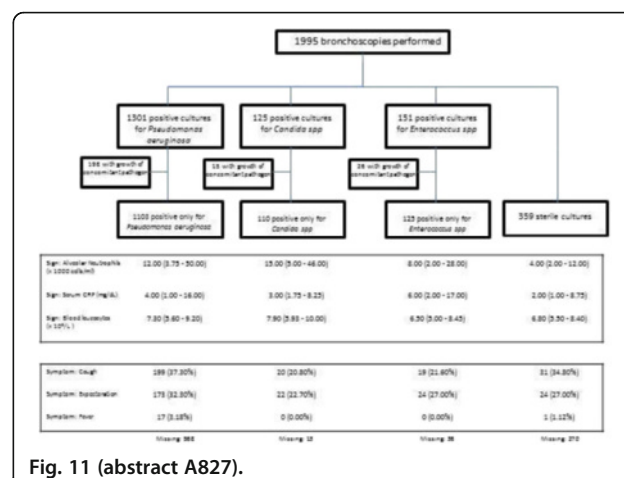 1995 bronchoscopies performed
1301 positive cultures
for Pseudomonas
aeruginosa
125 positive cultures
for Candida spp
151 positive cultures
for Enterococcus spp
with growth of
concomitant pathogen
15 with growth of
concomitant pathogen
with growth of
concomitant pathogen
1103 positive only for
Pseudomonas aeruginosa
110 positive only for
Candida spp
125 positive only for
Enterococcus spp
359 sterile cultures
Sign: Alveolar Neutrophils
(x 1000 cells/ml)
12.00 (3.75 - 50.00)
15.00 (5.00 - 46.00)
8.00 (2.00 - 28.00)
4.00 (2.00 - 12.00)
Sign: Serum CRP (mg/dL)
4.00 (1.00 - 16.00)
3.00 (1.75 - 8.25)
6.00 (2.00 - 17.00)
2.00 (1.00 - 8.75)
Sign: Blood leucocytes
7.30 (5.60 - 9.20)
7.90 (5.95 - 10.00)
6.50 (5.00 - 8.45)
6.80 (5.50 - 8.40)
Symptom: Cough
199 (37.30%)
20 (20.80%)
19 (21.60%)
31 (34.80%)
Symptom: Expectoration
173 (32.30%)
22 (22.70%)
24 (27.00%)
24 (27.00%)
Symptom: Fever
17 (3.18%)
0 (0.00%)
0 (0.00%)
1 (1.12%)
Missing:
Missing:
Missing:
Missing: 270
Fig. 11 (abstract A827).